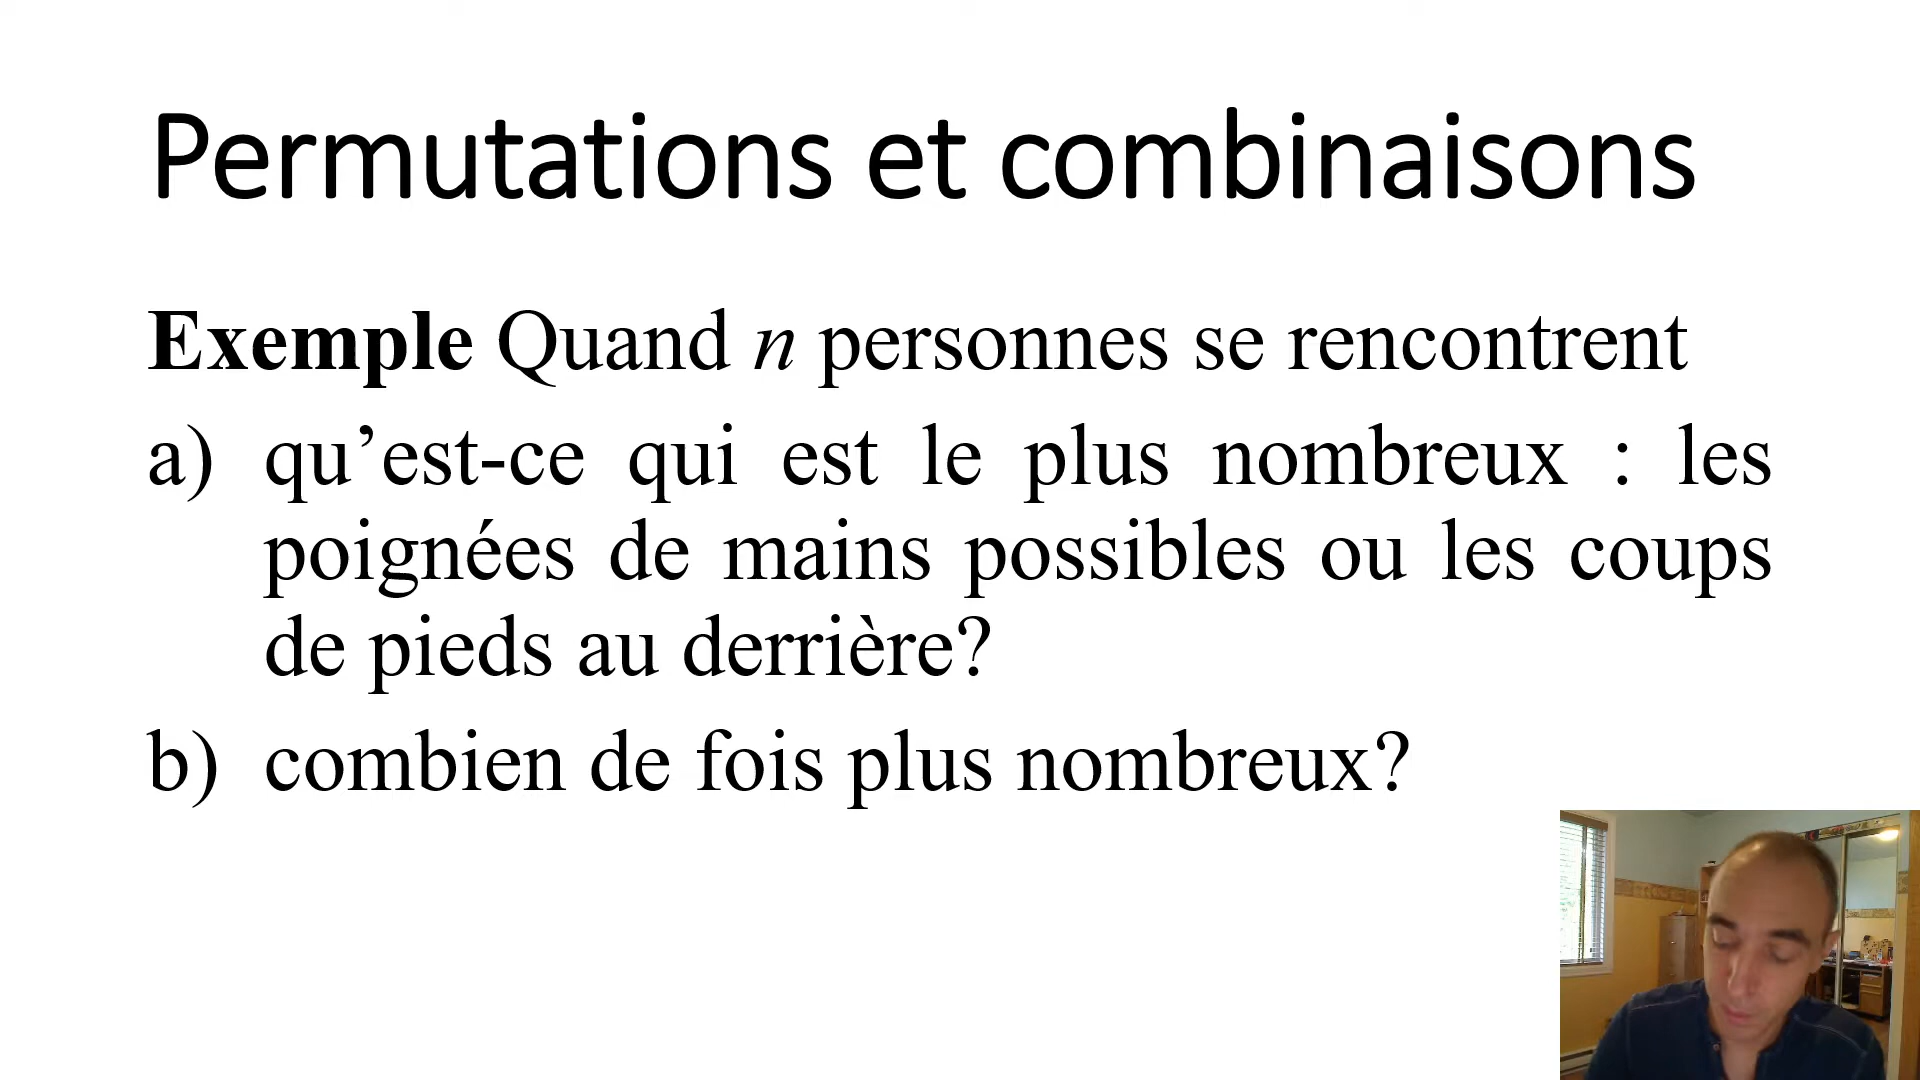 Permutations et combinaisons
Exemple Quand n personnes se rencontrent
a) qu’est-ce qui est le plus nombreux : les
poignées de mains possibles ou les coups
de pieds au derrière?
b) combien de fois plus nombreux?